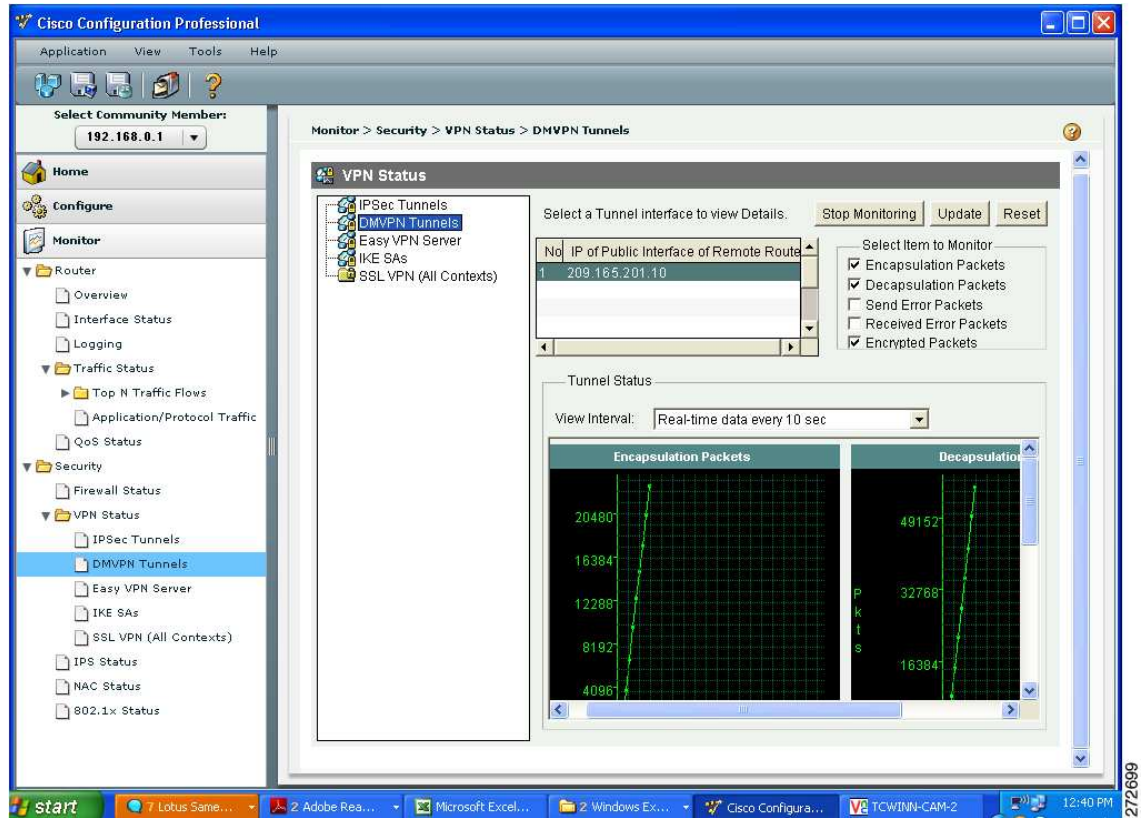 Cisco Configuration Professional
Application View Tools Help
Select Community Member:
192.168.0.1
Home
Configure
Monitor
Router
Overview
Interface Status
Logging
Traffic Status
Top N Traffic Flows
Application/Protocol Traffic
QoS Status
Security
Firewall Status
VPN Status
IPSec Tunnels
DMVPN Tunnels
Easy VPN Server
IKE SAs
SSL VPN (All Contexts)
IPS Status
NAC Status
802.1x Status
Monitor > Security > VPN Status > DMVPN Tunnels
VPN Status
IPSec Tunnels
DMVPN Tunnels
Easy VPN Server
IKE SAs
SSL VPN (All Contexts)
Select a Tunnel interface to view Details.
Stop Monitoring Update Reset
No IP of Public Interface of Remote Route
1 209.165.201.10
Select Item to Monitor
Encapsulation Packets
Decapsulation Packets
Send Error Packets
Received Error Packets
Encrypted Packets
Tunnel Status
View Interval: Real-time data every 10 sec
Encapsulation Packets
20480
16384
12288
8192
4096
Decapsulation
Pkts
49152
32768
16384
start 7 Lotus Same... 2 Adobe Rea... Microsoft Excel... 2 Windows Ex... Cisco Configura... TCWINN-CAM-2 12:40 PM
272699